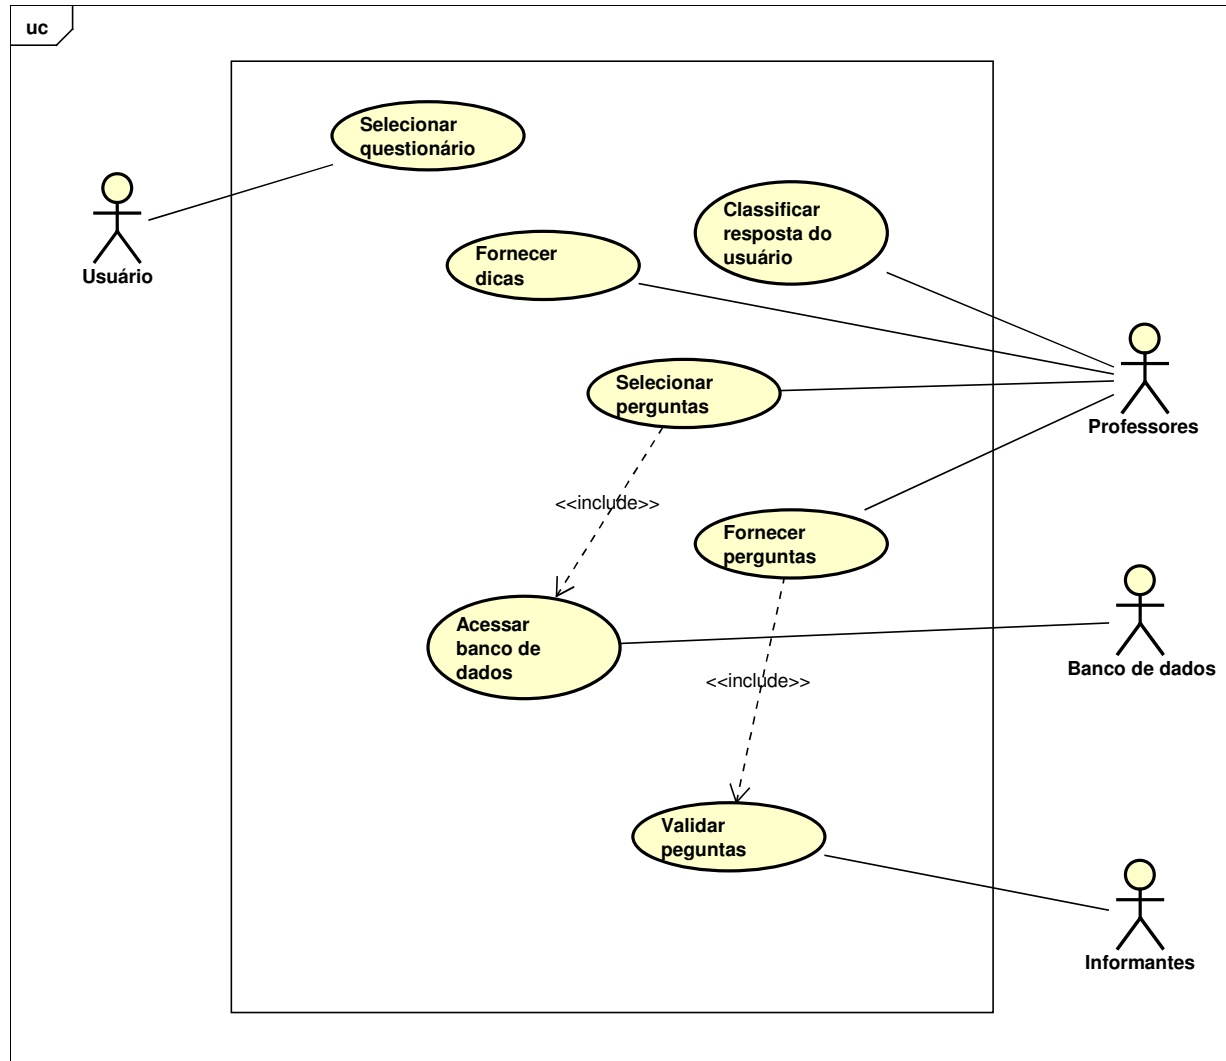 uc
Selecionar
questionário
Usuário
Classificar
resposta do
usuário
Fornecer
dicas
Selecionar
perguntas
Professores
<<include>>
Fornecer
perguntas
Acessar
banco de
dados
Banco de dados
<<include>>
Validar
peguntas
Informantes